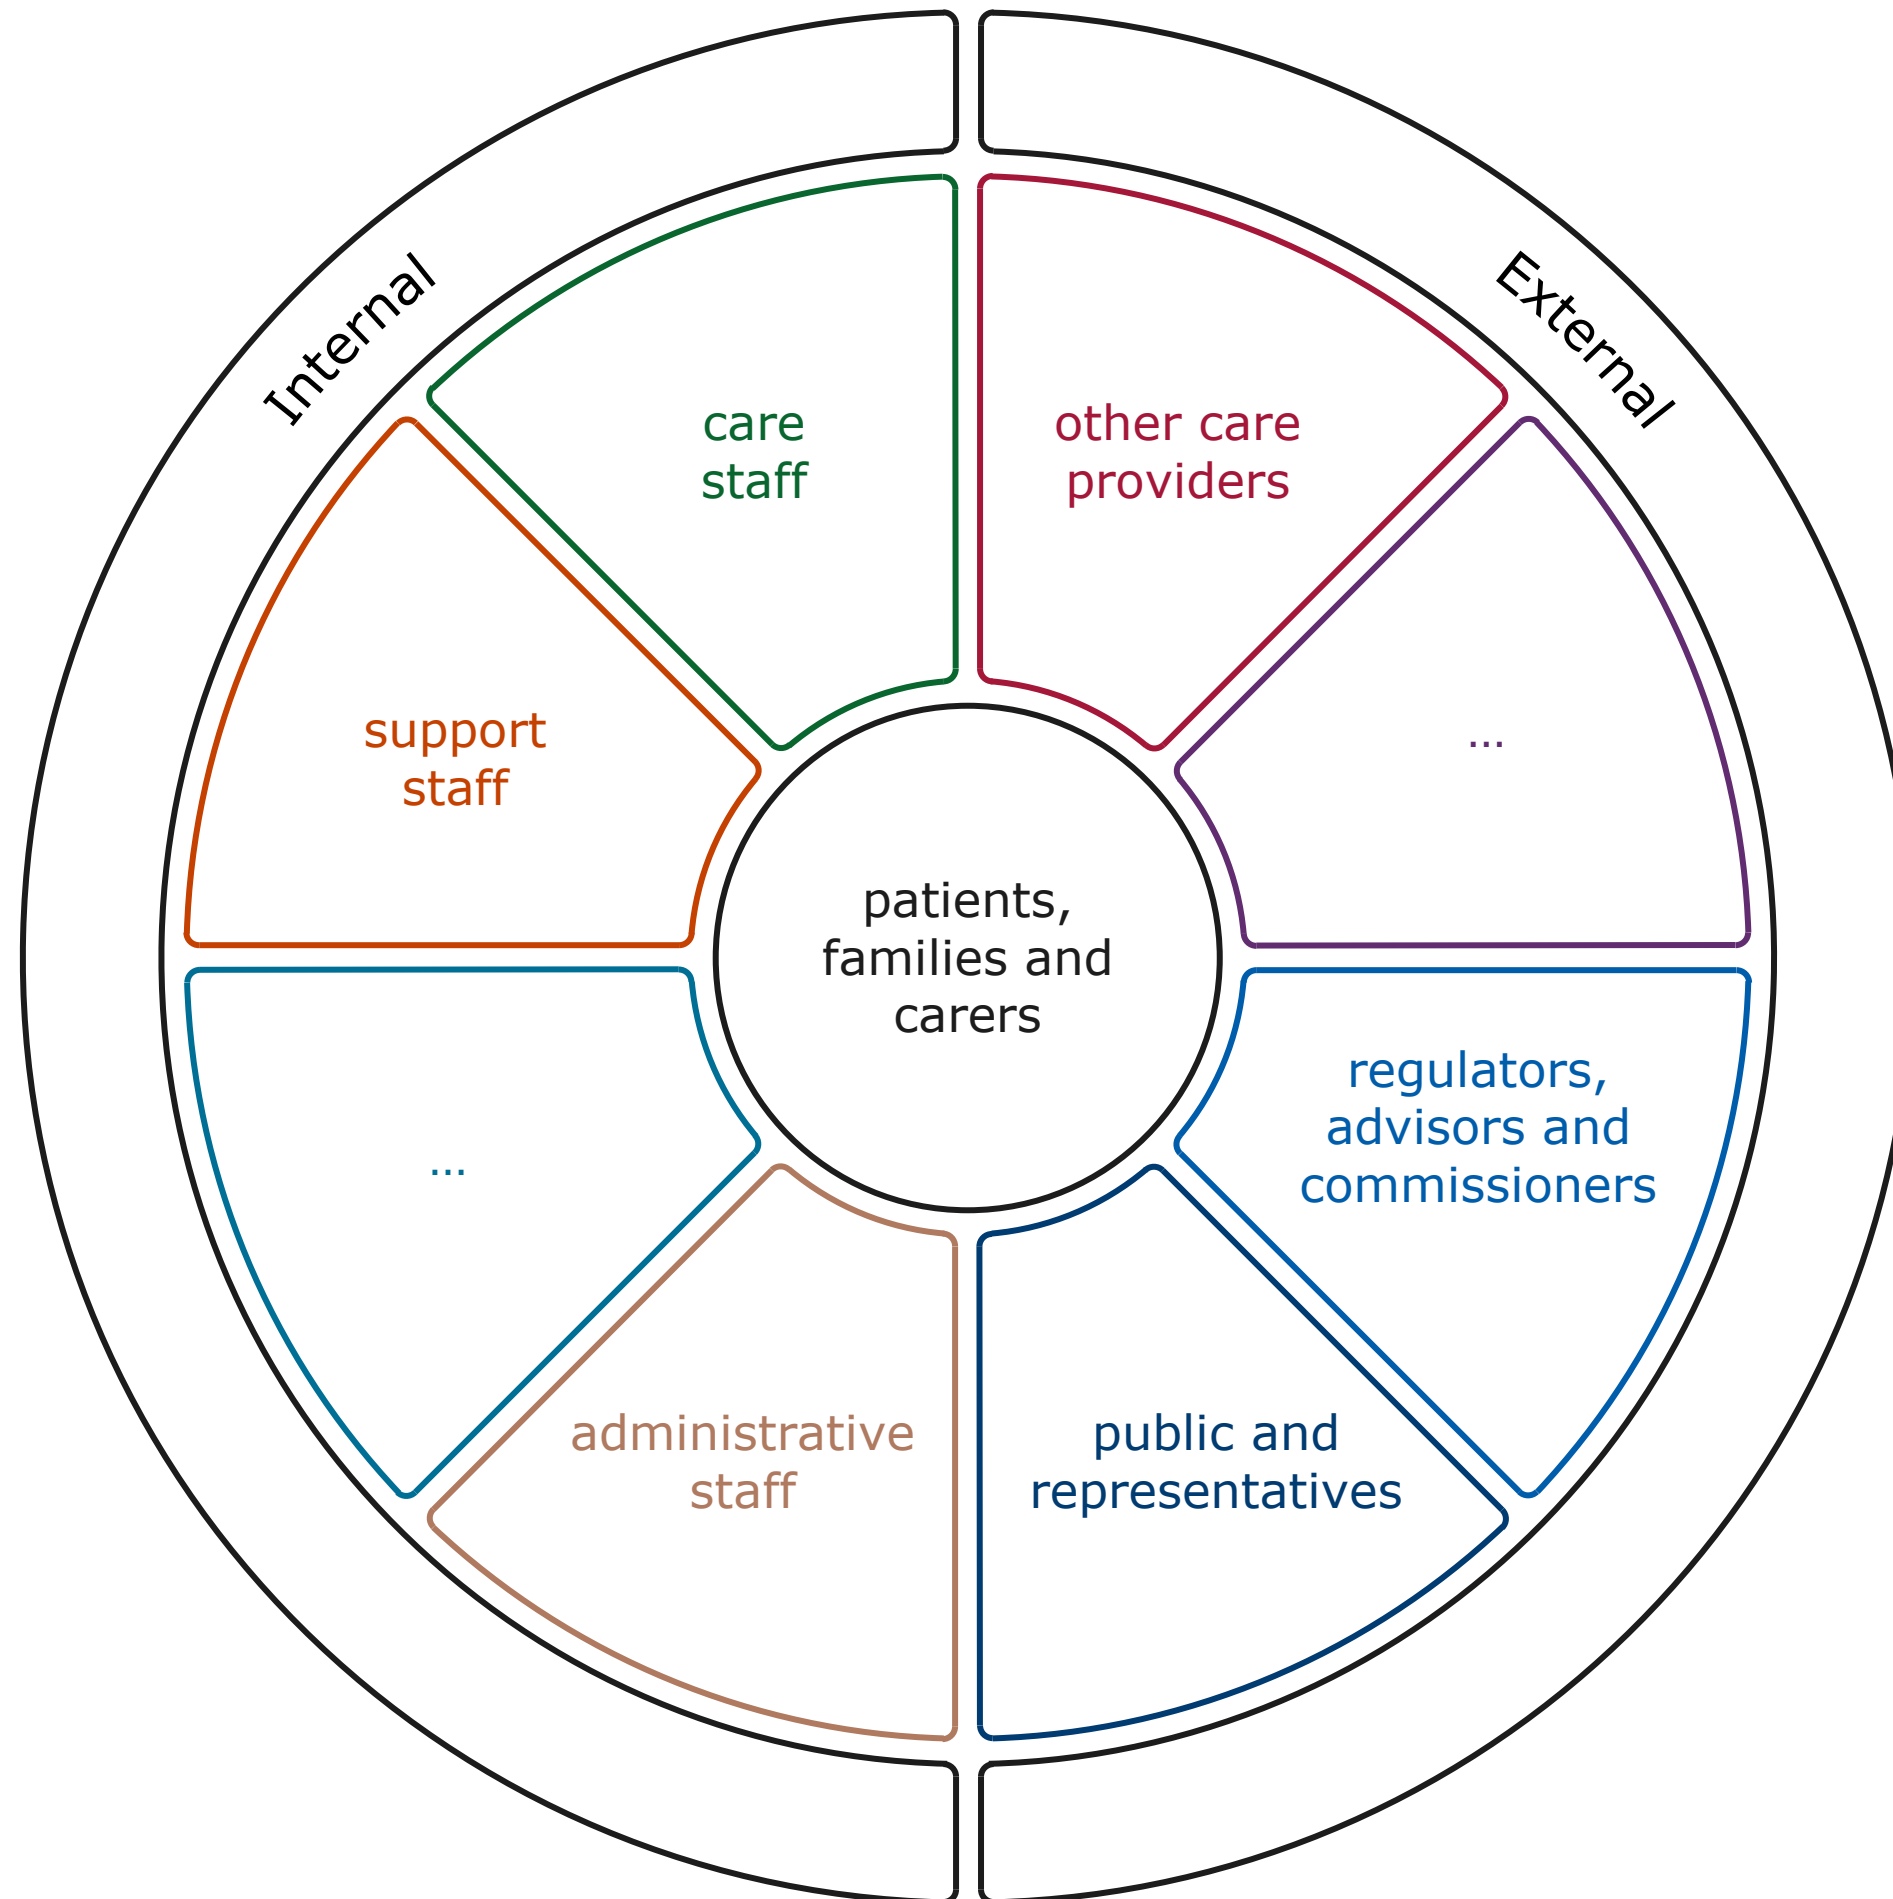 Internal
External
care
staff
other care
providers
support
staff
...
patients,
families and
carers
...
regulators,
advisors and
commissioners
administrative
staff
public and
representatives